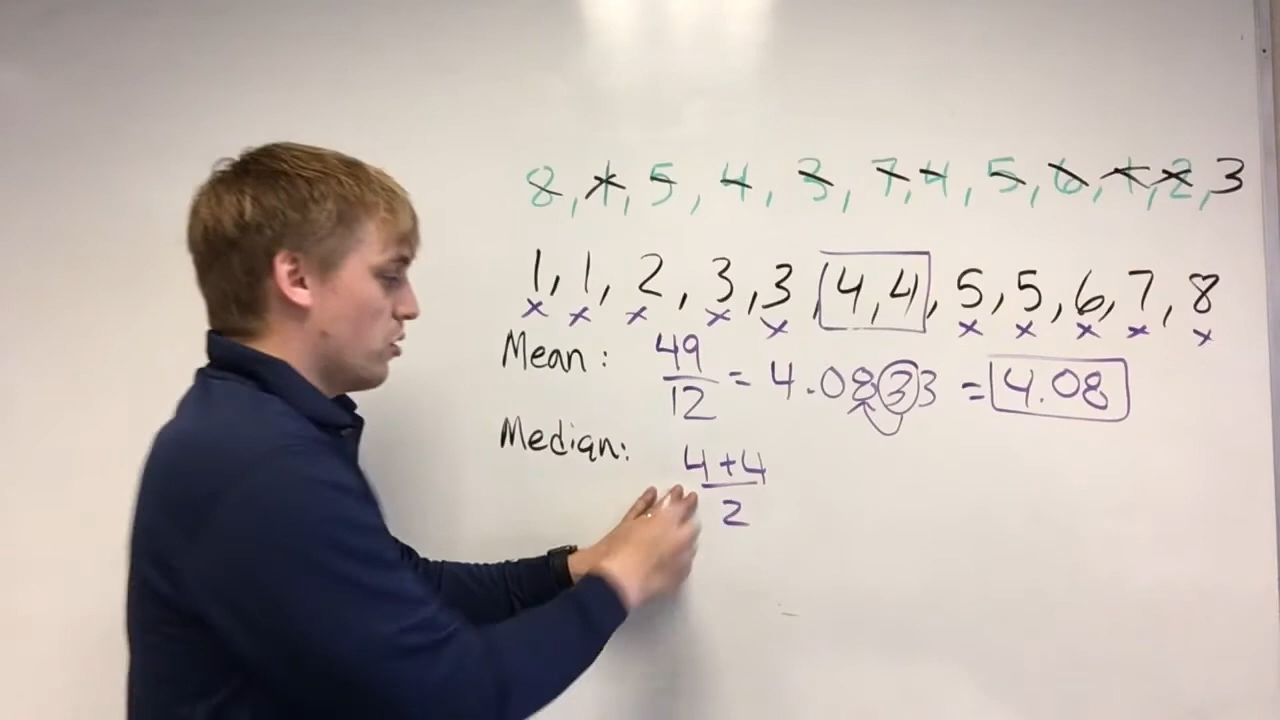 8, 1, 5, 4, 3, 7, 4, 5, 6, 1, 2, 3
1, 1, 2, 3, 3, 4, 4, 5, 5, 6, 7, 8
x x x x x x x x x x
Mean: 49/12 = 4.0833 = 4.08
Median: 4+4/2